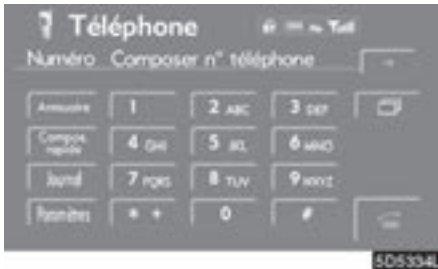 Téléphone
Numéro Composer n° téléphone
Annuaire 1 2 ABC 3 DEF
Compos. rapide 4 GHI 5 JKL 6 MNO
Journal 7 PQRS 8 TUV 9 WXYZ
Paramètres * + 0 #
5D5334L